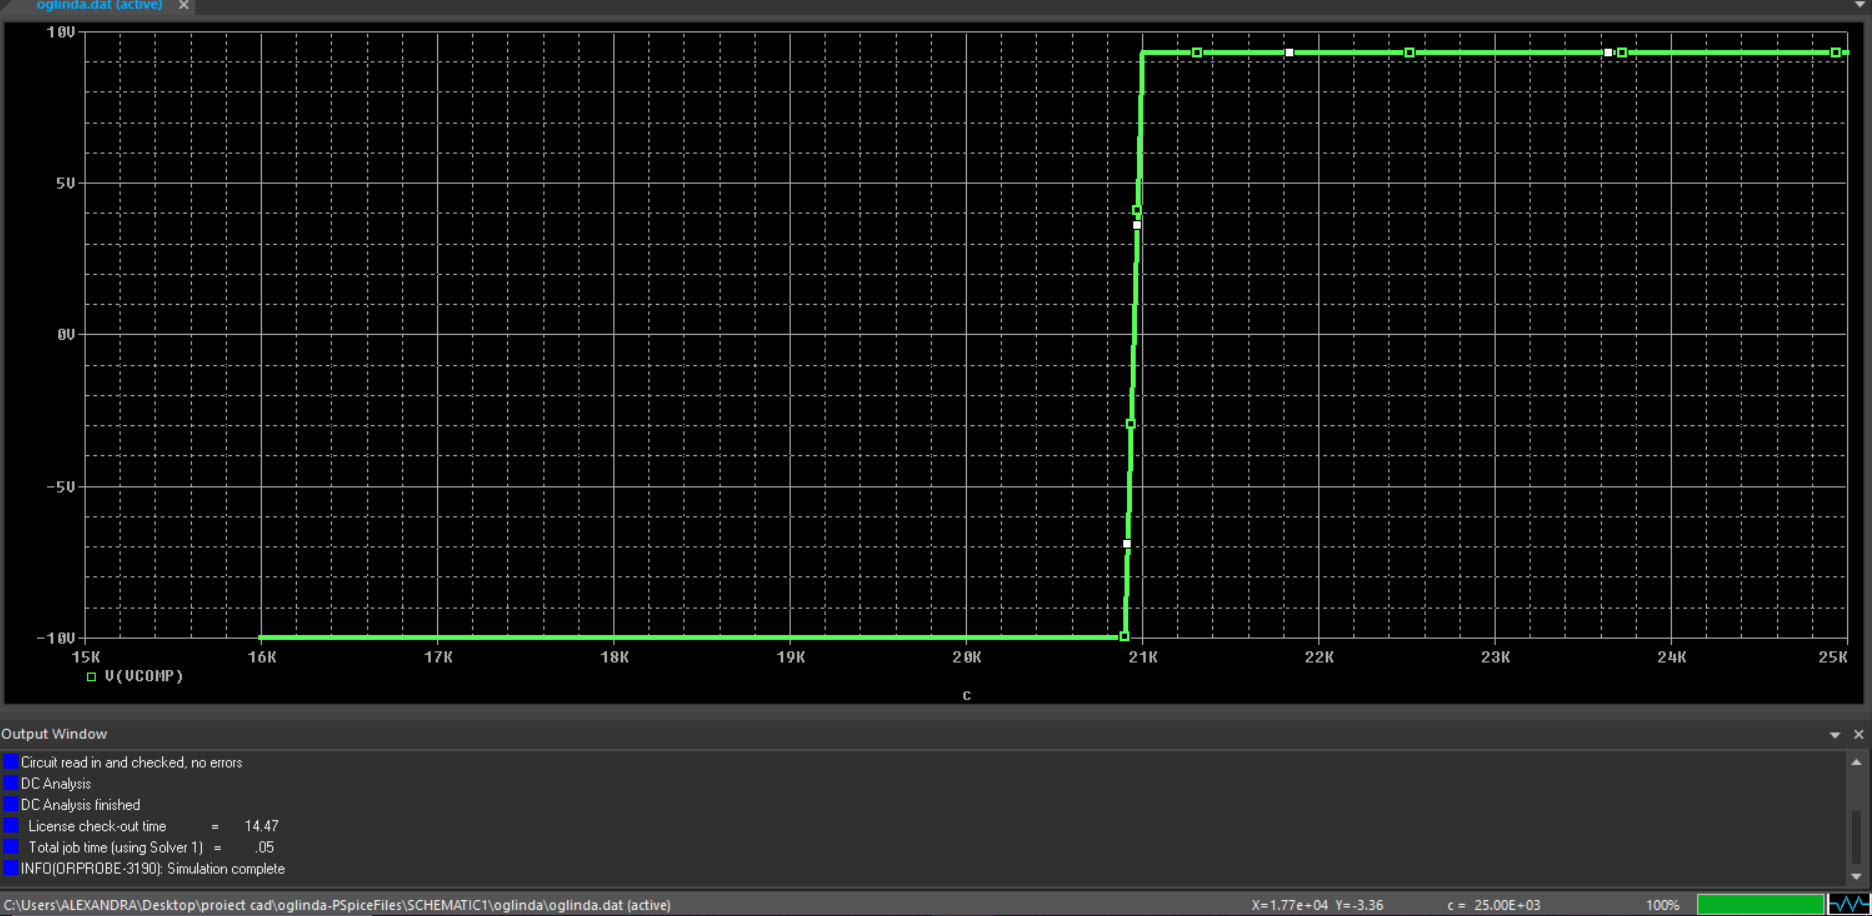 oglinda.dat (active)
10V
5V
0V
-5V
-10V
15K 16K 17K 18K 19K 20K 21K 22K 23K 24K 25K
V(VCOMP)
c
Output Window
Circuit read in and checked, no errors
DC Analysis
DC Analysis finished
License check-out time = 14.47
Total job time (using Solver 1) = .05
INFO(ORPROBE-3190): Simulation complete
C:\Users\ALEXANDRA\Desktop\proiect cad\oglinda-PSpiceFiles\SCHEMATIC1\oglinda\oglinda.dat (active) X=1.77e+04 Y=-3.36 c = 25.00E+03 100%